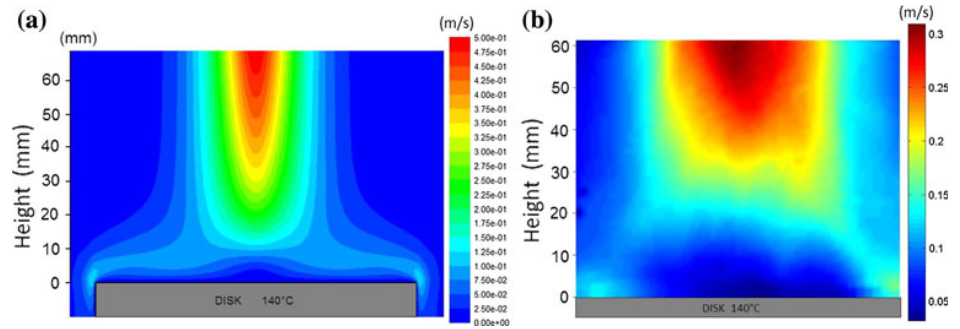 (a)
(mm)
(m/s)
60
50
40
30
20
10
0
Height (mm)
DISK 140°C
5.00e-01
4.75e-01
4.50e-01
4.25e-01
4.00e-01
3.75e-01
3.50e-01
3.25e-01
3.00e-01
2.75e-01
2.50e-01
2.25e-01
2.00e-01
1.75e-01
1.50e-01
1.25e-01
1.00e-01
7.50e-02
5.00e-02
2.50e-02
0.00e+00
(b)
(m/s)
60
50
40
30
20
10
0
Height (mm)
DISK 140°C
0.3
0.25
0.2
0.15
0.1
0.05